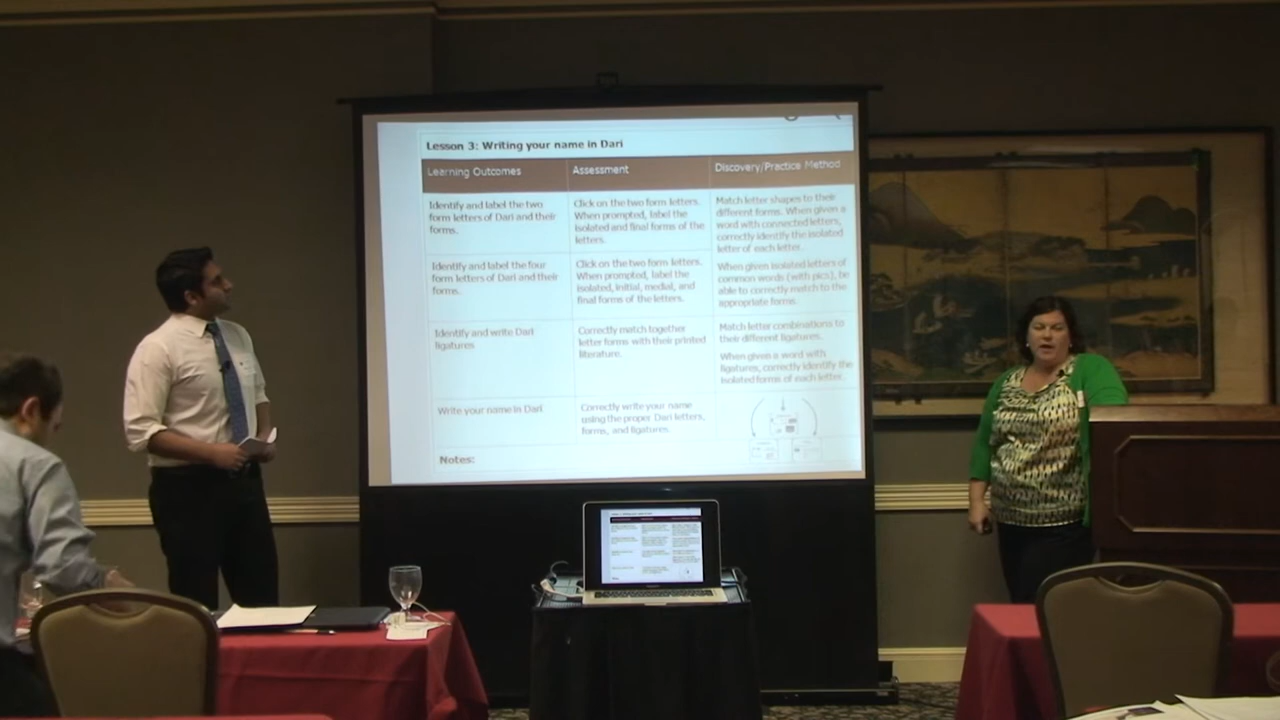 Lesson 3: Writing your name in Dari
Learning Outcomes
Assessment
Discovery/Practice Method
Identify and label the two
form letters of Dari and their
forms.
Click on the two form letters.
When prompted, label the
isolated and final forms of the
letters.
Match letter shapes to their
different forms. When given a
word with connected letters,
correctly identify the isolated
letter of each letter.
Identify and label the four
form letters of Dari and their
forms.
Click on the two form letters.
When prompted, label the
isolated, initial, medial, and
final forms of the letters.
When given isolated letters of
common words (with pics), be
able to correctly match to the
appropriate forms.
Identify and write Dari
ligatures
Correctly match together
letter forms with their printed
literature.
Match letter combinations to
their different ligatures.
When given a word with
ligatures, correctly identify the
isolated forms of each letter.
Write your name in Dari
Correctly write your name
using the proper Dari letters,
forms, and ligatures.
Notes: